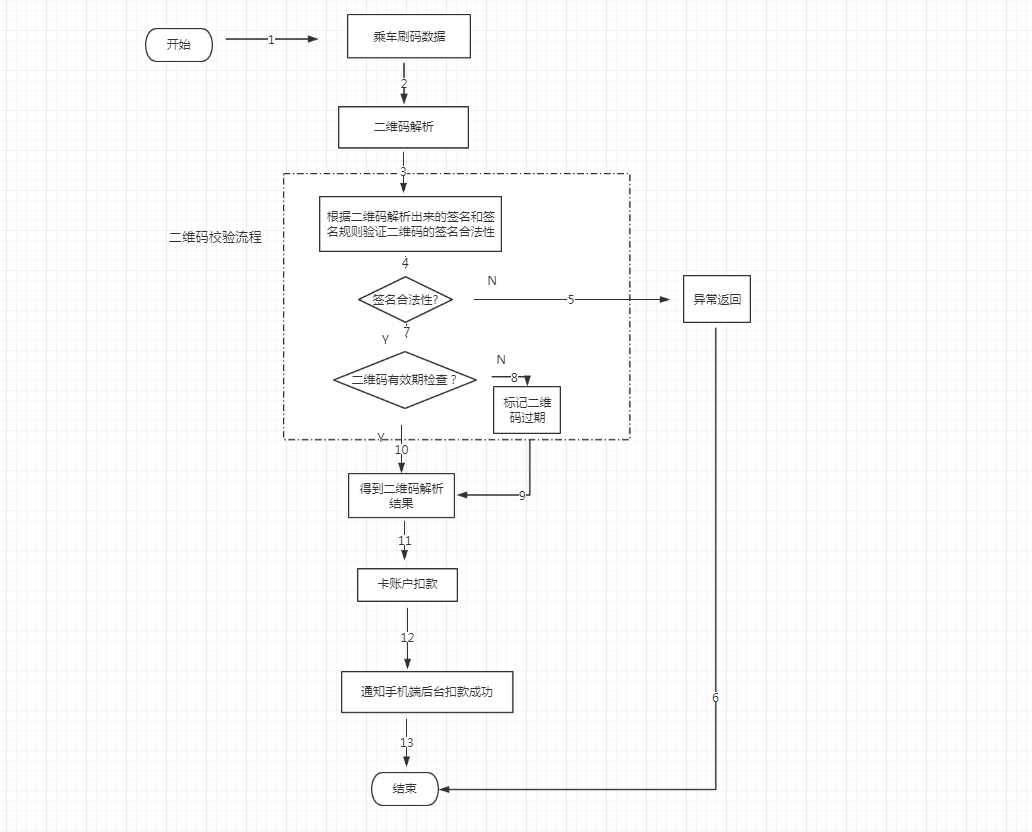 开始
1
乘车刷码数据
2
二维码解析
3
二维码校验流程
根据二维码解析出来的签名和签
名规则验证二维码的签名合法性
4
签名合法性?
N
5
异常返回
7
Y
二维码有效期检查？
N
8
标记二维
码过期
Y
10
9
得到二维码解析
结果
11
卡账户扣款
12
通知手机端后台扣款成功
6
13
结束